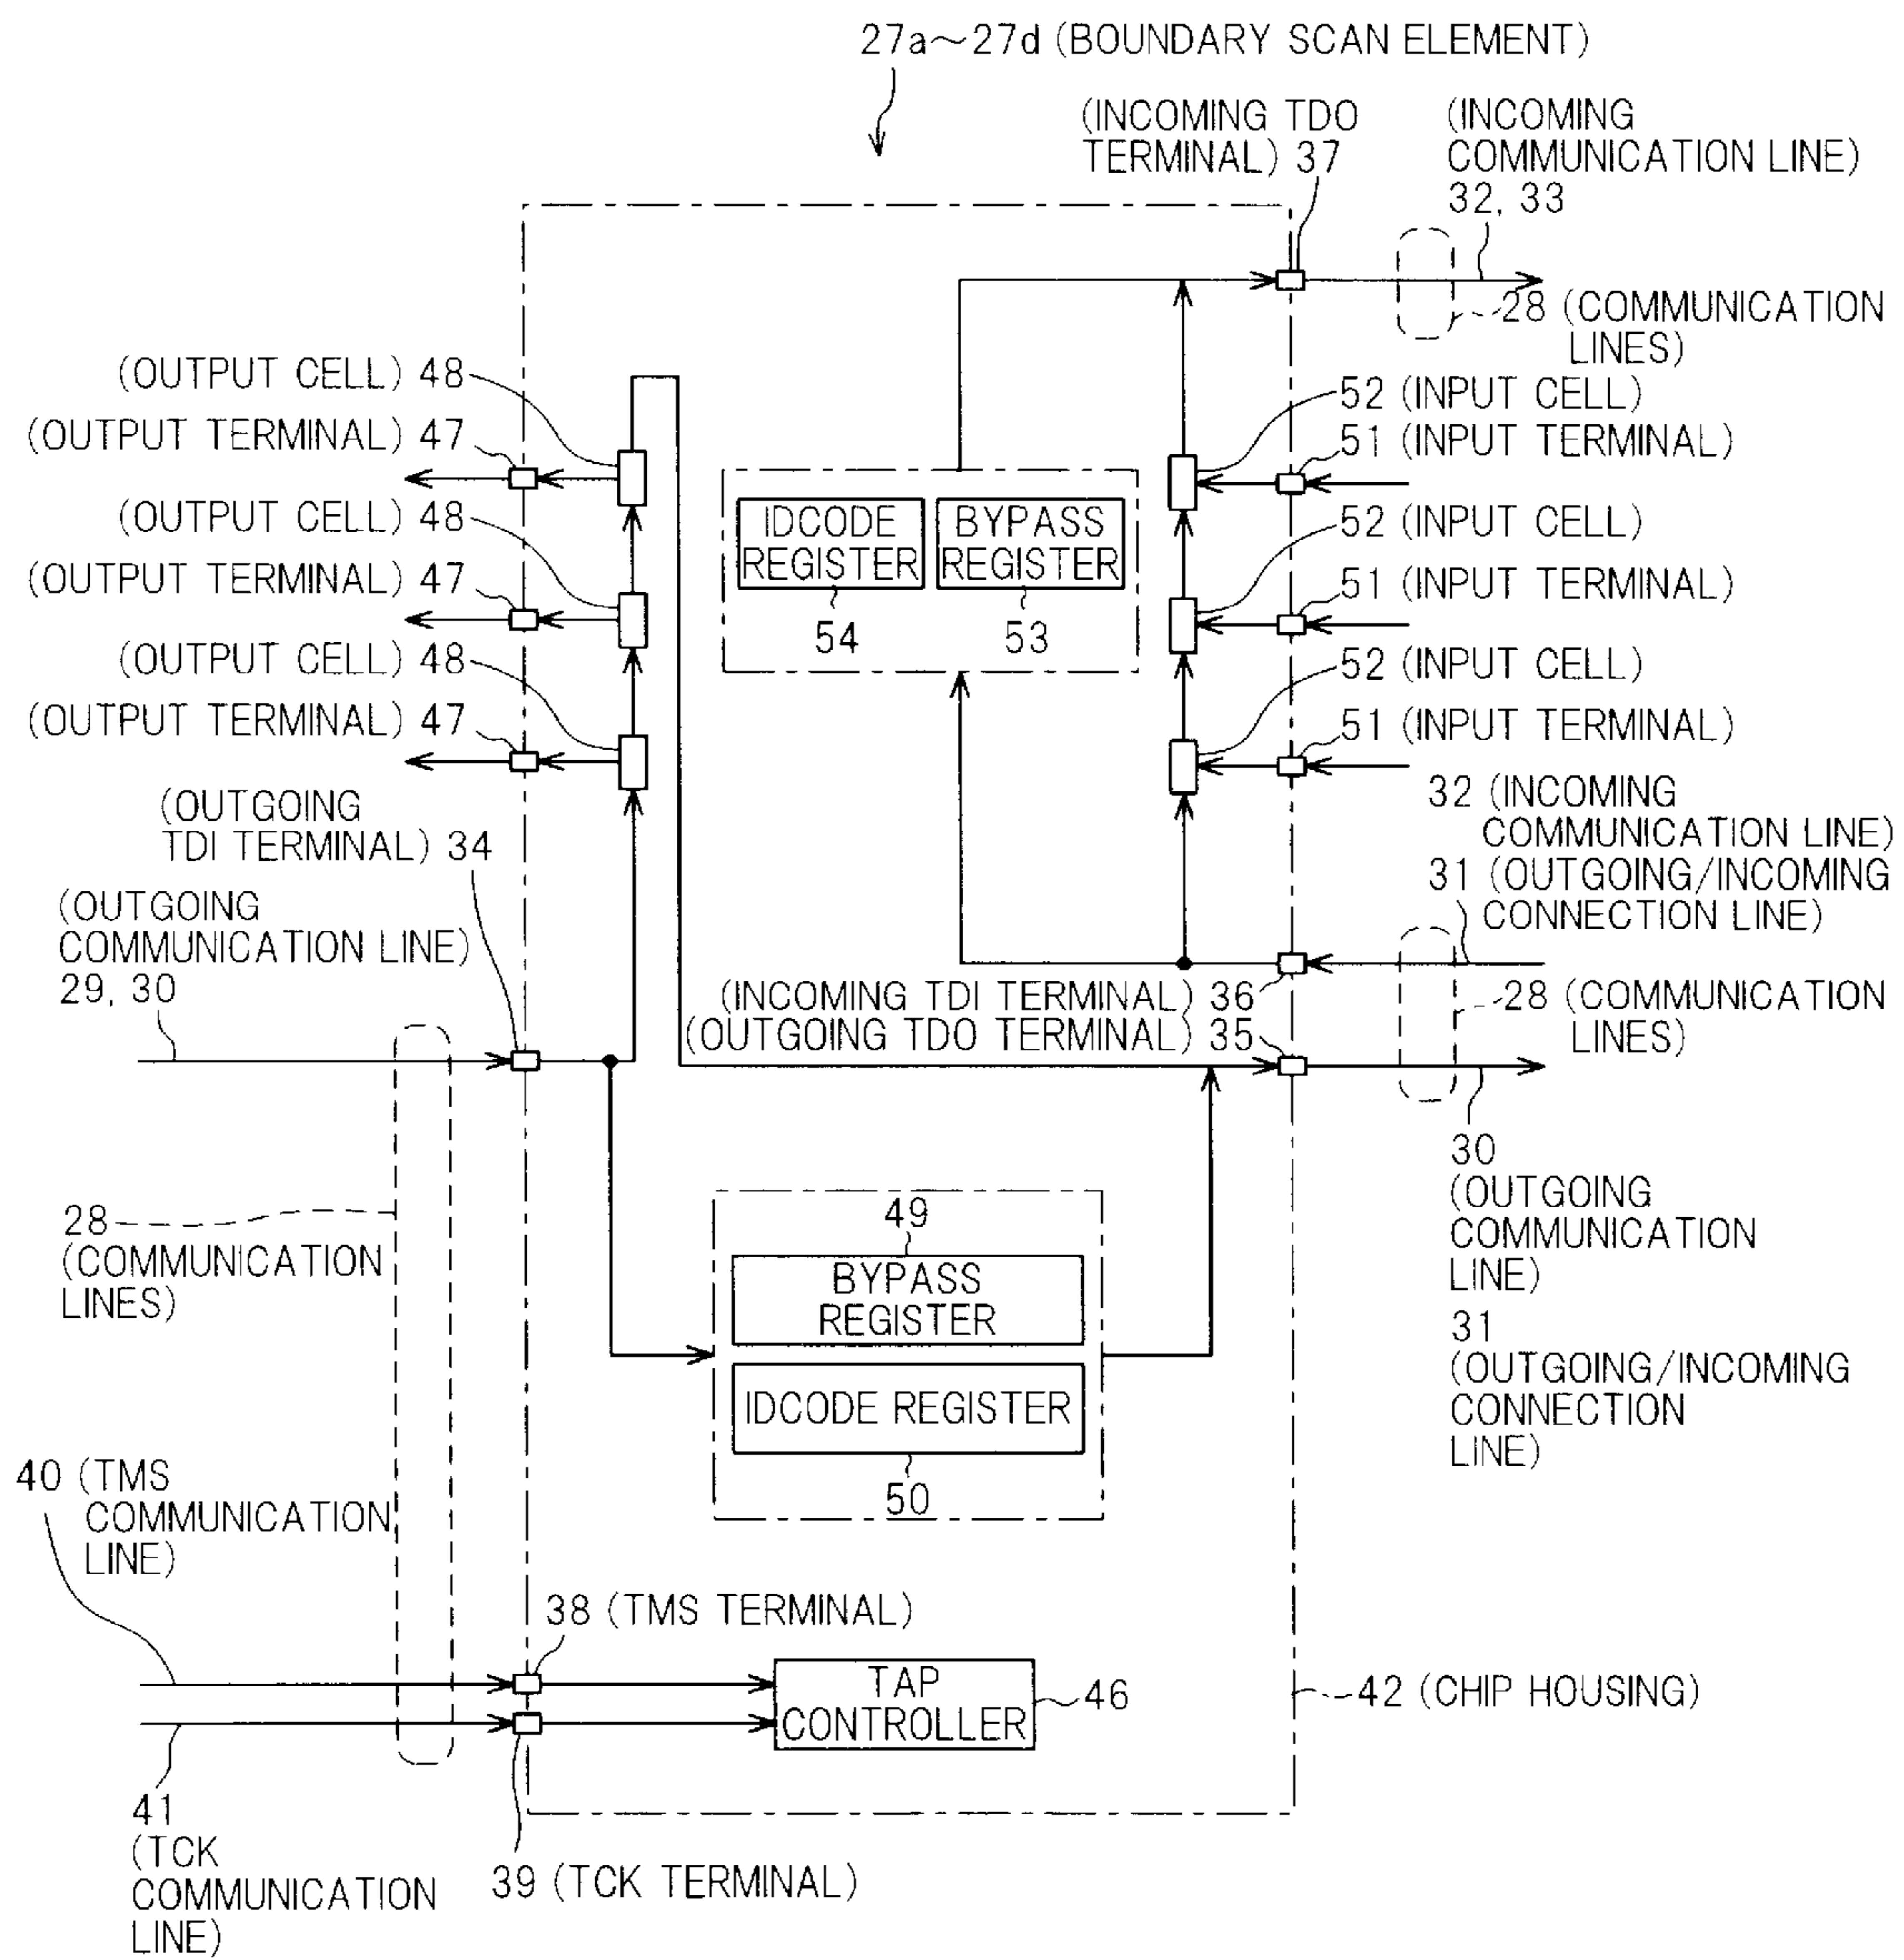 27a～27d (BOUNDARY SCAN ELEMENT)
(INCOMING TDO
TERMINAL) 37
(INCOMING
COMMUNICATION LINE)
32, 33
28 (COMMUNICATION
LINES)
(OUTPUT CELL) 48
(OUTPUT TERMINAL) 47
(OUTPUT CELL) 48
(OUTPUT TERMINAL) 47
(OUTPUT CELL) 48
(OUTPUT TERMINAL) 47
52 (INPUT CELL)
51 (INPUT TERMINAL)
52 (INPUT CELL)
51 (INPUT TERMINAL)
52 (INPUT CELL)
51 (INPUT TERMINAL)
IDCODE
REGISTER
54
BYPASS
REGISTER
53
(OUTGOING
TDI TERMINAL) 34
(OUTGOING
COMMUNICATION LINE)
29, 30
32 (INCOMING
COMMUNICATION LINE)
31 (OUTGOING/INCOMING
CONNECTION LINE)
(INCOMING TDI TERMINAL) 36
(OUTGOING TDO TERMINAL) 35
28 (COMMUNICATION
LINES)
30
(OUTGOING
COMMUNICATION
LINE)
31
(OUTGOING/INCOMING
CONNECTION
LINE)
28
(COMMUNICATION
LINES)
49
BYPASS
REGISTER
IDCODE REGISTER
50
40 (TMS
COMMUNICATION
LINE)
38 (TMS TERMINAL)
TAP
CONTROLLER
46
42 (CHIP HOUSING)
41
(TCK
COMMUNICATION
LINE)
39 (TCK TERMINAL)